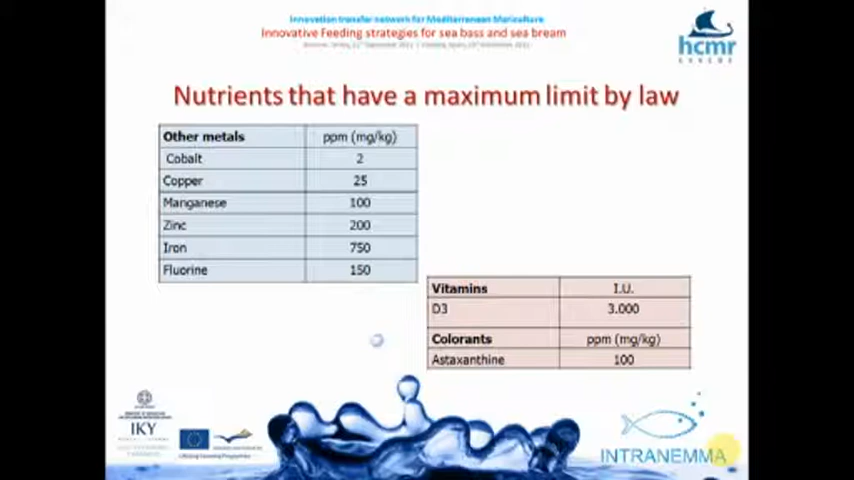 Innovation transfer network for Mediterranean Mariculture
Innovative Feeding strategies for sea bass and sea bream
hcmr
Nutrients that have a maximum limit by law
Other metals ppm (mg/kg)
Cobalt 2
Copper 25
Manganese 100
Zinc 200
Iron 750
Fluorine 150
Vitamins I.U.
D3 3.000
Colorants ppm (mg/kg)
Astaxanthine 100
IKY
INTRANEMMA